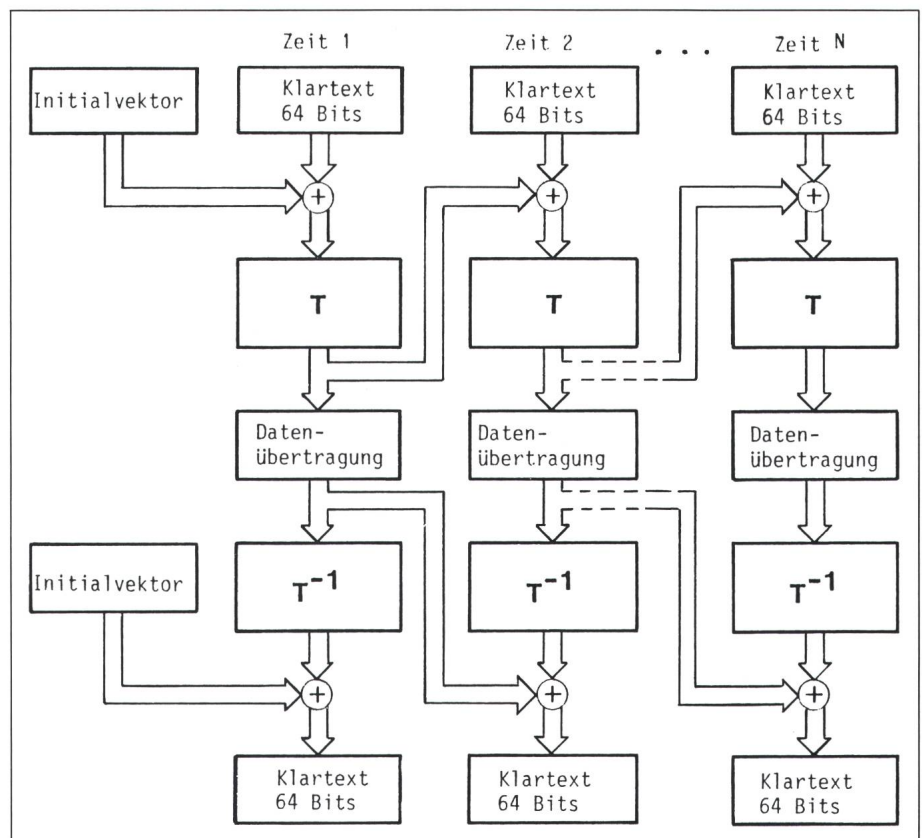 Zeit 1
Zeit 2
. . .
Zeit N
Initialvektor
Klartext
64 Bits
Klartext
64 Bits
Klartext
64 Bits
+
+
+
T
T
T
Daten-
übertragung
Daten-
übertragung
Daten-
übertragung
Initialvektor
T-1
T-1
T-1
+
+
+
Klartext
64 Bits
Klartext
64 Bits
Klartext
64 Bits